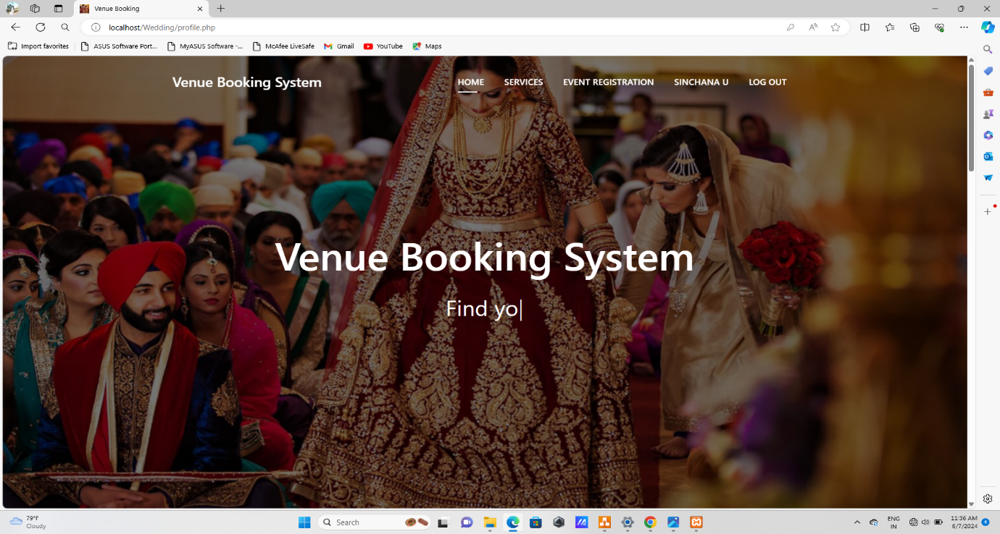 Venue Booking
localhost/Wedding/profile.php
Import favorites
ASUS Software Port...
MyASUS Software -...
McAfee LiveSafe
Gmail
YouTube
Maps
Venue Booking System
HOME
SERVICES
EVENT REGISTRATION
SINCHANA U
LOG OUT
Venue Booking System
Find yo
79°F
Cloudy
Search
ENG
IN
11:36 AM
6/7/2024
4